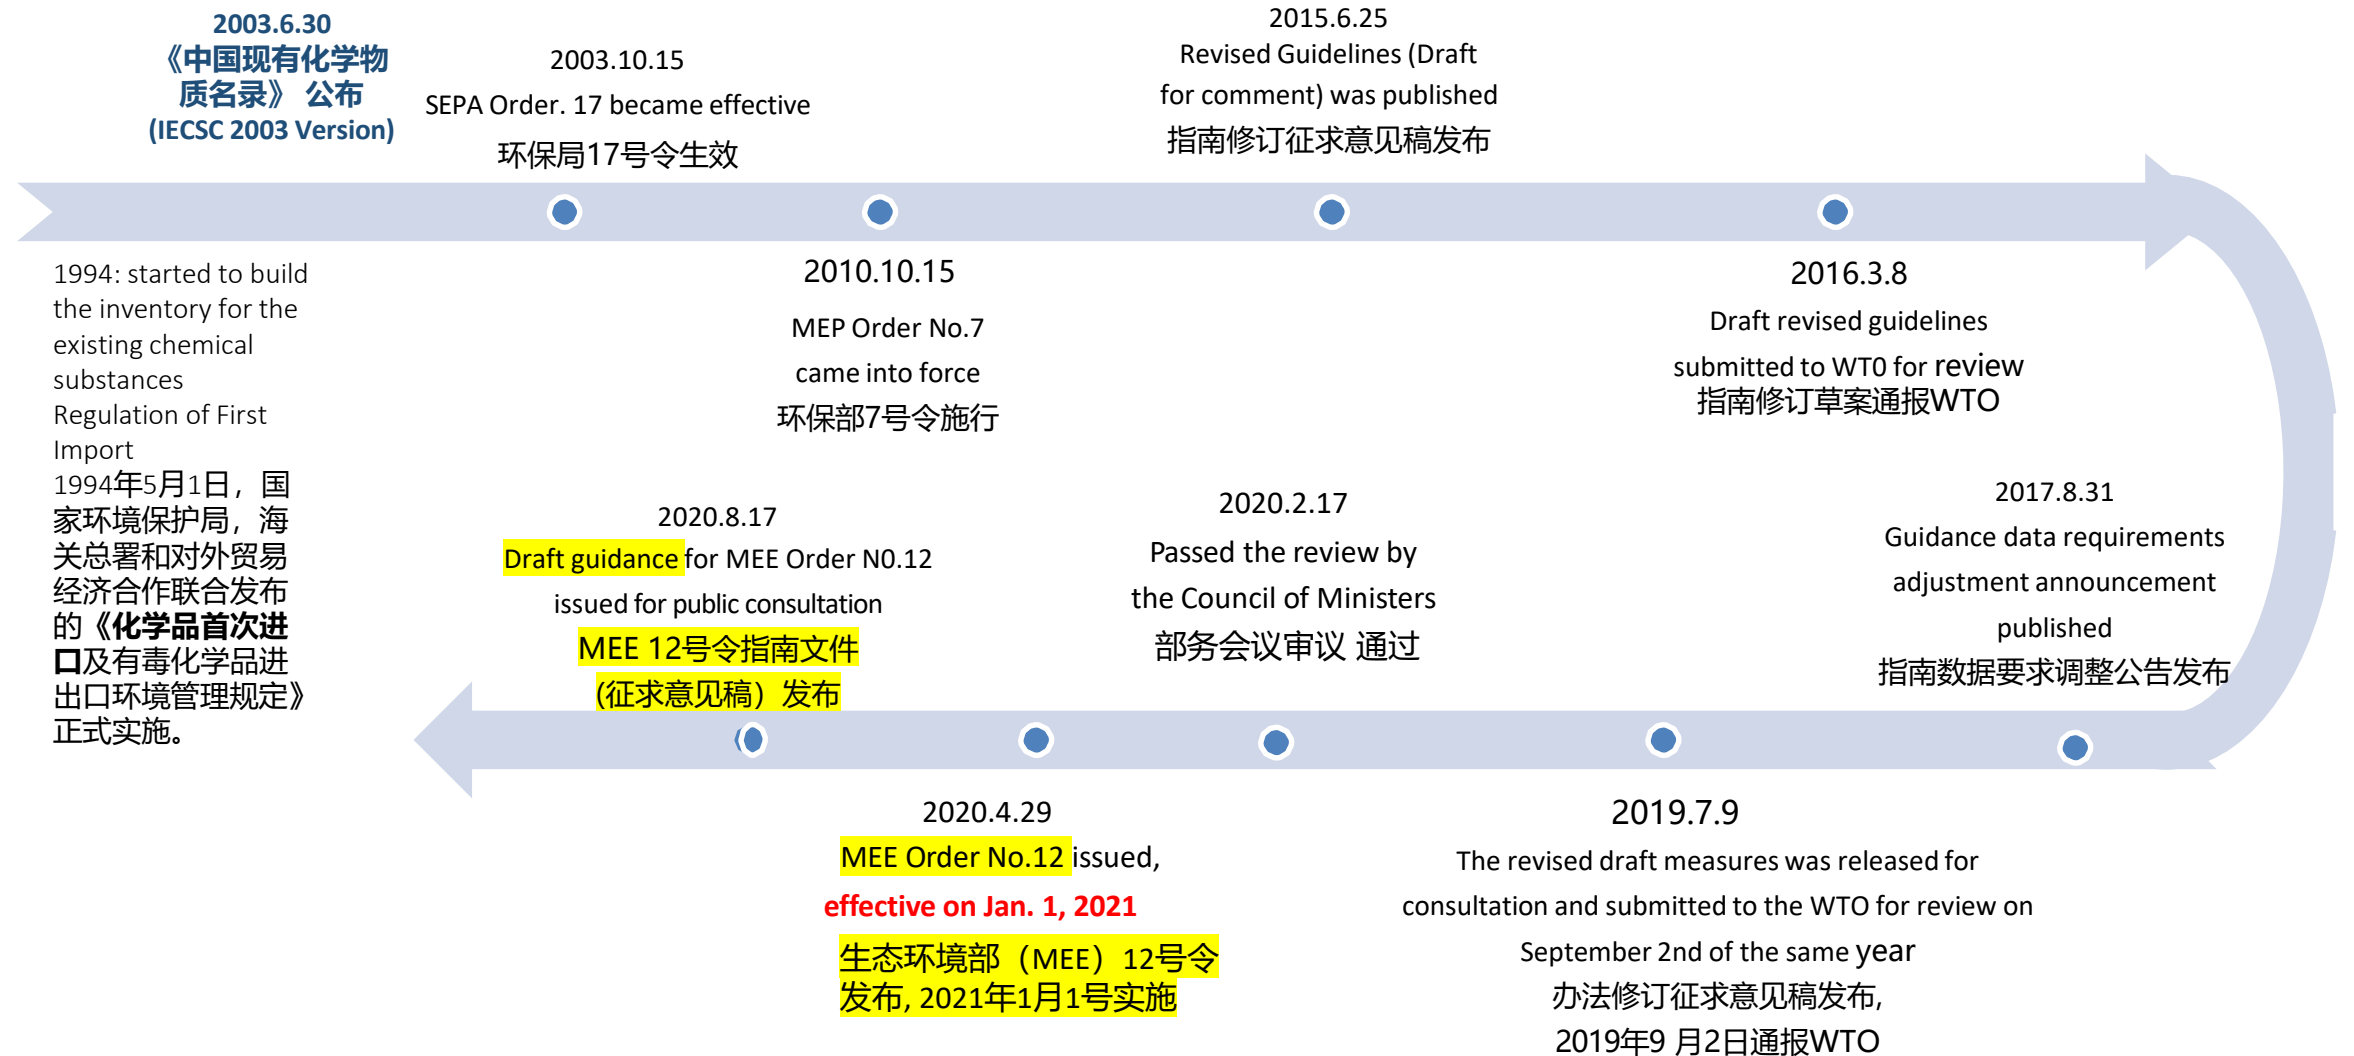 2003.6.30
《中国现有化学物
质名录》 公布
(IECSC 2003 Version)
2003.10.15
SEPA Order. 17 became effective
环保局17号令生效
2015.6.25
Revised Guidelines (Draft
for comment) was published
指南修订征求意见稿发布
1994: started to build
the inventory for the
existing chemical
substances
Regulation of First
Import
1994年5月1日，国
家环境保护局，海
关总署和对外贸易
经济合作联合发布
的《化学品首次进
口及有毒化学品进
出口环境管理规定》
正式实施。
2010.10.15
MEP Order No.7
came into force
环保部7号令施行
2016.3.8
Draft revised guidelines
submitted to WT0 for review
指南修订草案通报WTO
2017.8.31
Guidance data requirements
adjustment announcement
published
指南数据要求调整公告发布
2020.2.17
Passed the review by
the Council of Ministers
部务会议审议 通过
2020.8.17
Draft guidance for MEE Order N0.12
issued for public consultation
MEE 12号令指南文件
(征求意见稿）发布
2019.7.9
The revised draft measures was released for
consultation and submitted to the WTO for review on
September 2nd of the same year
办法修订征求意见稿发布,
2019年9 月2日通报WTO
2020.4.29
MEE Order No.12 issued,
effective on Jan. 1, 2021
生态环境部（MEE）12号令
发布, 2021年1月1号实施